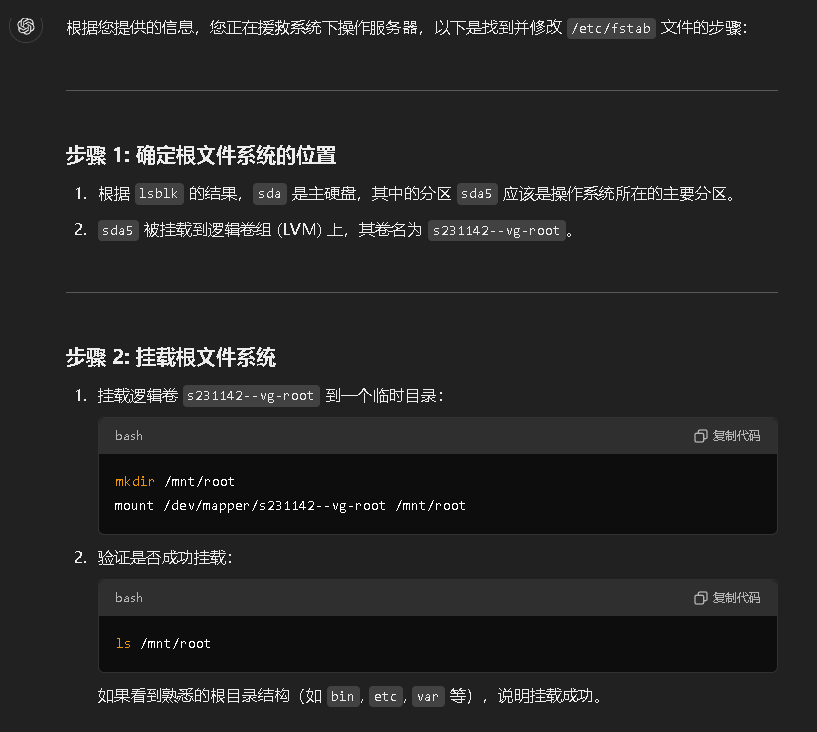 根据您提供的信息，您正在援救系统下操作服务器，以下是找到并修改 /etc/fstab 文件的步骤：
步骤 1: 确定根文件系统的位置
1. 根据 lsblk 的结果，sda 是主硬盘，其中的分区 sda5 应该是操作系统所在的主要分区。
2. sda5 被挂载到逻辑卷组 (LVM) 上，其卷名为 s231142--vg-root。
步骤 2: 挂载根文件系统
1. 挂载逻辑卷 s231142--vg-root 到一个临时目录：
bash 复制代码
mkdir /mnt/root
mount /dev/mapper/s231142--vg-root /mnt/root
2. 验证是否成功挂载：
bash 复制代码
ls /mnt/root
如果看到熟悉的根目录结构（如 bin, etc, var 等），说明挂载成功。